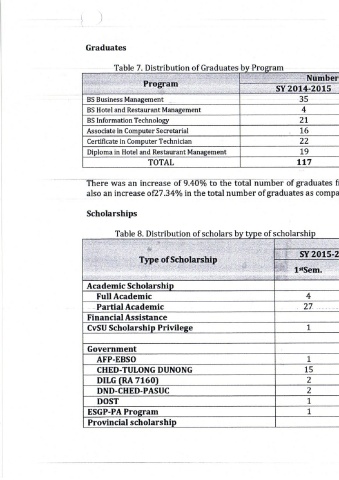 Graduates
Table 7. Distribution of Graduates by Program
Program Number
SY 2014-2015
BS Business Management 35
BS Hotel and Restaurant Management 4
BS Information Technology 21
Associate in Computer Secretarial 16
Certificate in Computer Technician 22
Diploma in Hotel and Restaurant Management 19
TOTAL 117
There was an increase of 9.40% to the total number of graduates
also an increase of27.34% in the total number of graduates as compa
Scholarships
Table 8. Distribution of scholars by type of scholarship
Type of Scholarship SY 2015-2
1stSem.
Academic Scholarship
Full Academic 4
Partial Academic 27
Financial Assistance
CvSU Scholarship Privilege 1
Government
AFP-EBSO 1
CHED-TULONG DUNONG 15
DILG (RA 7160) 2
DND-CHED-PASUC 2
DOST 1
ESGP-PA Program 1
Provincial scholarship